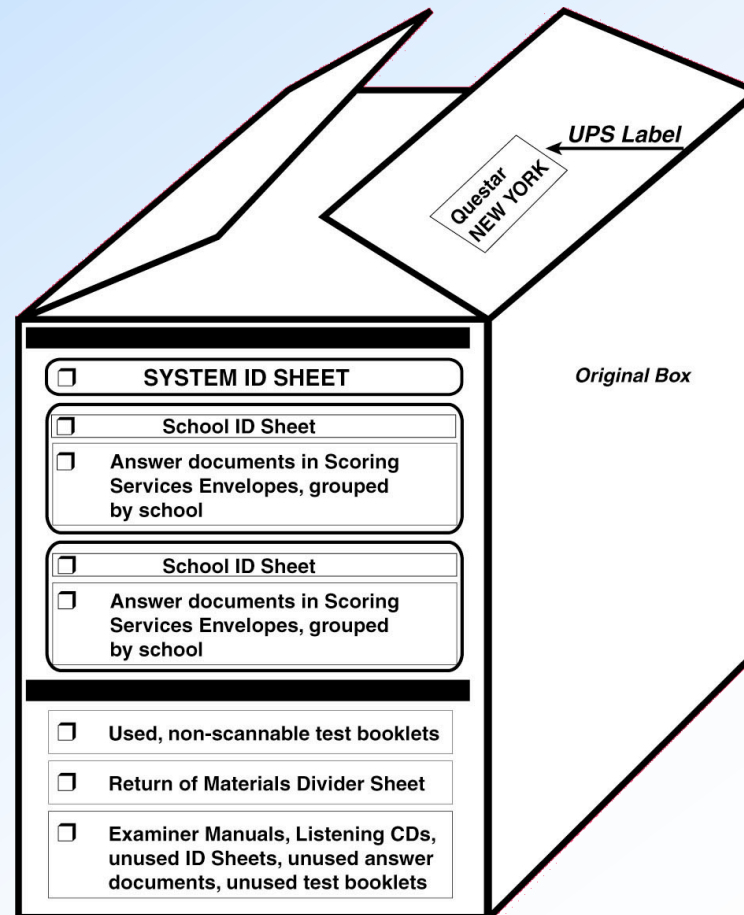 UPS Label
Questar
NEW YORK
Original Box
SYSTEM ID SHEET
School ID Sheet
Answer documents in Scoring
Services Envelopes, grouped
by school
School ID Sheet
Answer documents in Scoring
Services Envelopes, grouped
by school
Used, non-scannable test booklets
Return of Materials Divider Sheet
Examiner Manuals, Listening CDs,
unused ID Sheets, unused answer
documents, unused test booklets